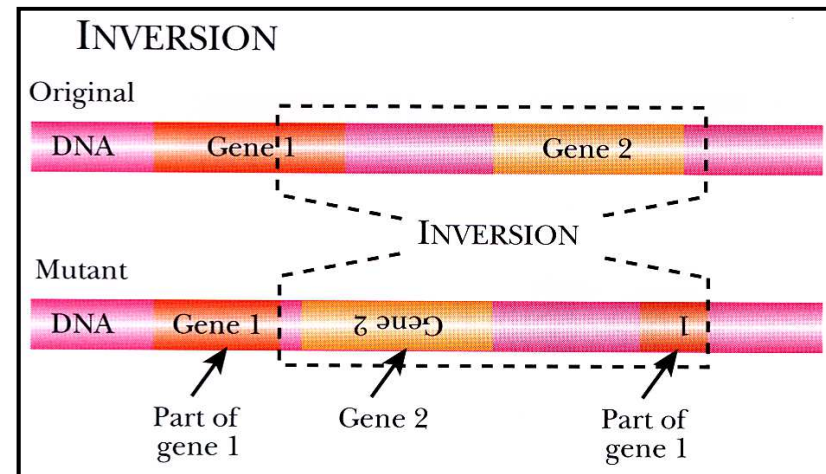 INVERSION
Original
DNA Gene 1 Gene 2
INVERSION
Mutant
DNA Gene 1 Gene 2 1
Part of gene 1
Gene 2
Part of gene 1